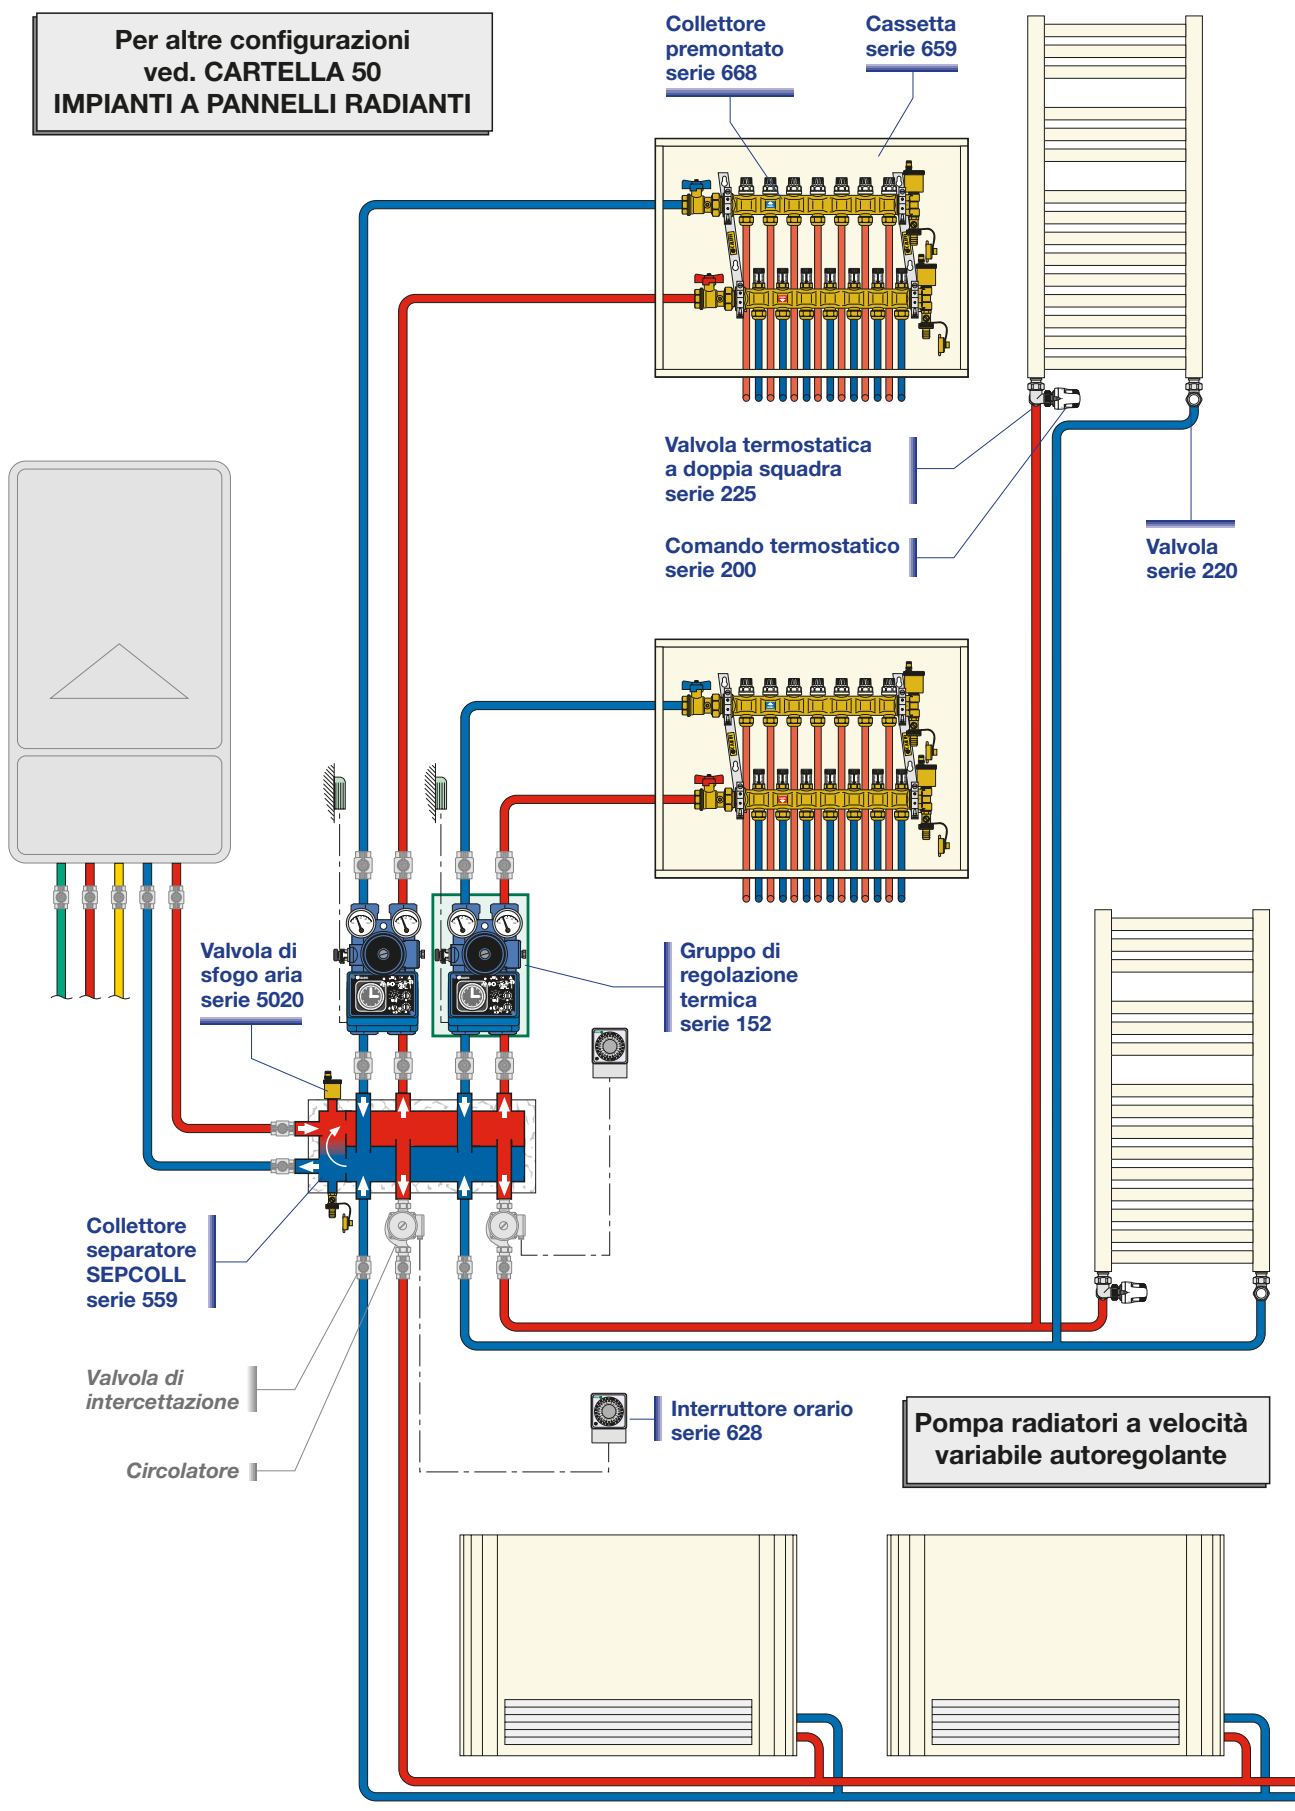 Per altre configurazioni
ved. CARTELLA 50
IMPIANTI A PANNELLI RADIANTI
Collettore
premontato
serie 668
Cassetta
serie 659
Valvola termostatica
a doppia squadra
serie 225
Comando termostatico
serie 200
Valvola
serie 220
Valvola di
sfogo aria
serie 5020
Gruppo di
regolazione
termica
serie 152
Collettore
separatore
SEPCOLL
serie 559
Valvola di
intercettazione
Circolatore
Interruttore orario
serie 628
Pompa radiatori a velocità
variabile autoregolante